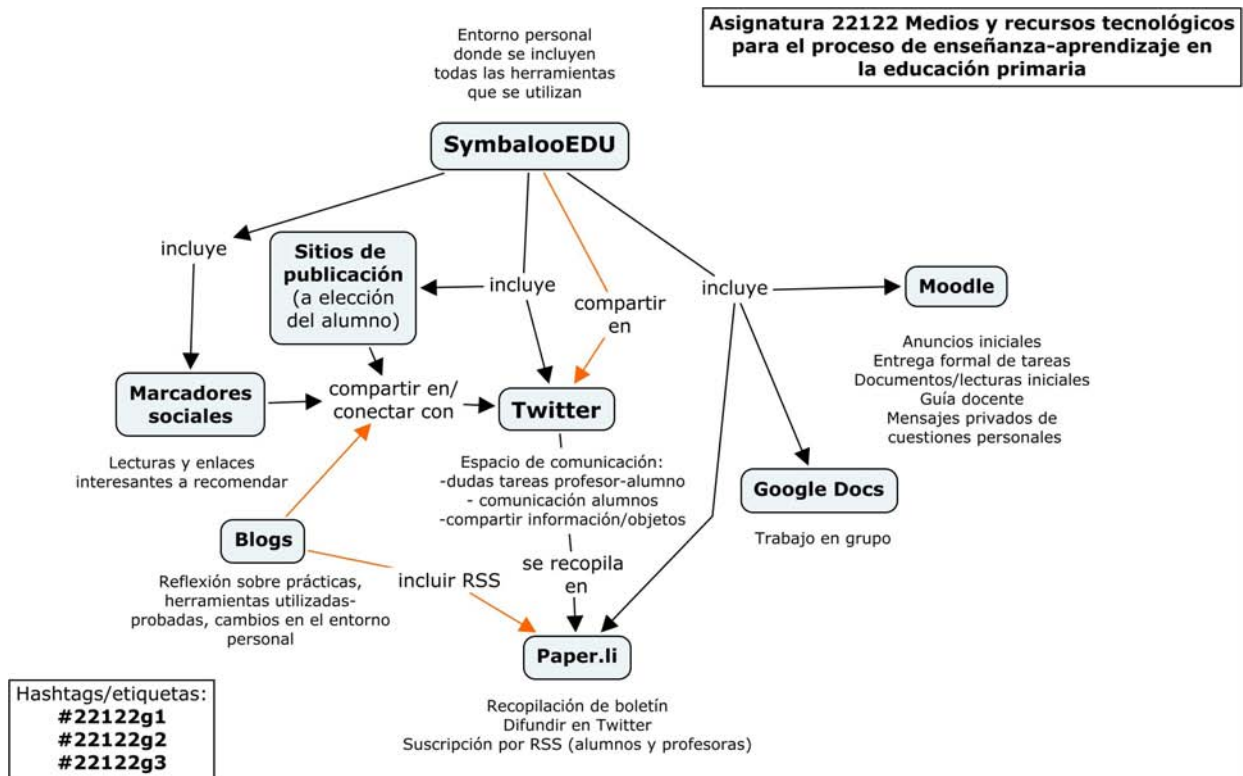 Asignatura 22122 Medios y recursos tecnológicos
para el proceso de enseñanza-aprendizaje en
la educación primaria
Entorno personal
donde se incluyen
todas las herramientas
que se utilizan
SymbalooEDU
incluye
Sitios de
publicación
(a elección
del alumno)
incluye
compartir
en
incluye
Moodle
Anuncios iniciales
Entrega formal de tareas
Documentos/lecturas iniciales
Guía docente
Mensajes privados de
cuestiones personales
Marcadores
sociales
compartir en/
conectar con
Twitter
Lecturas y enlaces
interesantes a recomendar
Espacio de comunicación:
-dudas tareas profesor-alumno
- comunicación alumnos
-compartir información/objetos
Google Docs
Trabajo en grupo
Blogs
Reflexión sobre prácticas,
herramientas utilizadas-
probadas, cambios en el entorno
personal
incluir RSS
se recopila
en
Paper.li
Recopilación de boletín
Difundir en Twitter
Suscripción por RSS (alumnos y profesoras)
Hashtags/etiquetas:
#22122g1
#22122g2
#22122g3